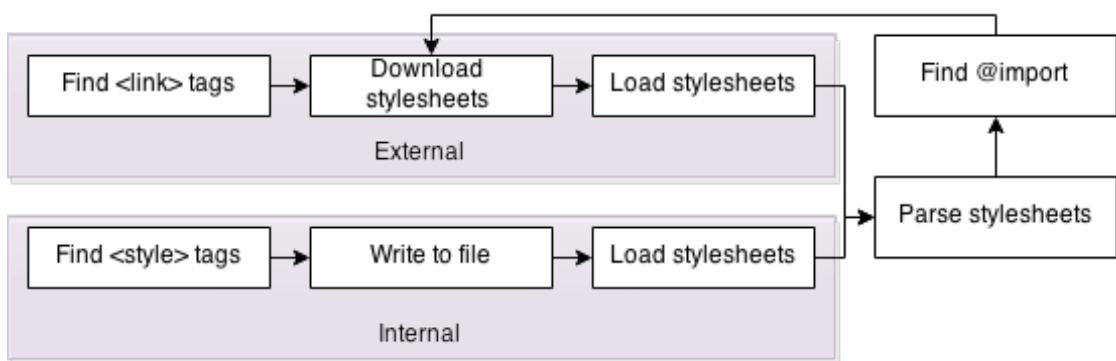 Find <link> tags
Download
stylesheets
Load stylesheets
Find @import
External
Parse stylesheets
Find <style> tags
Write to file
Load stylesheets
Internal